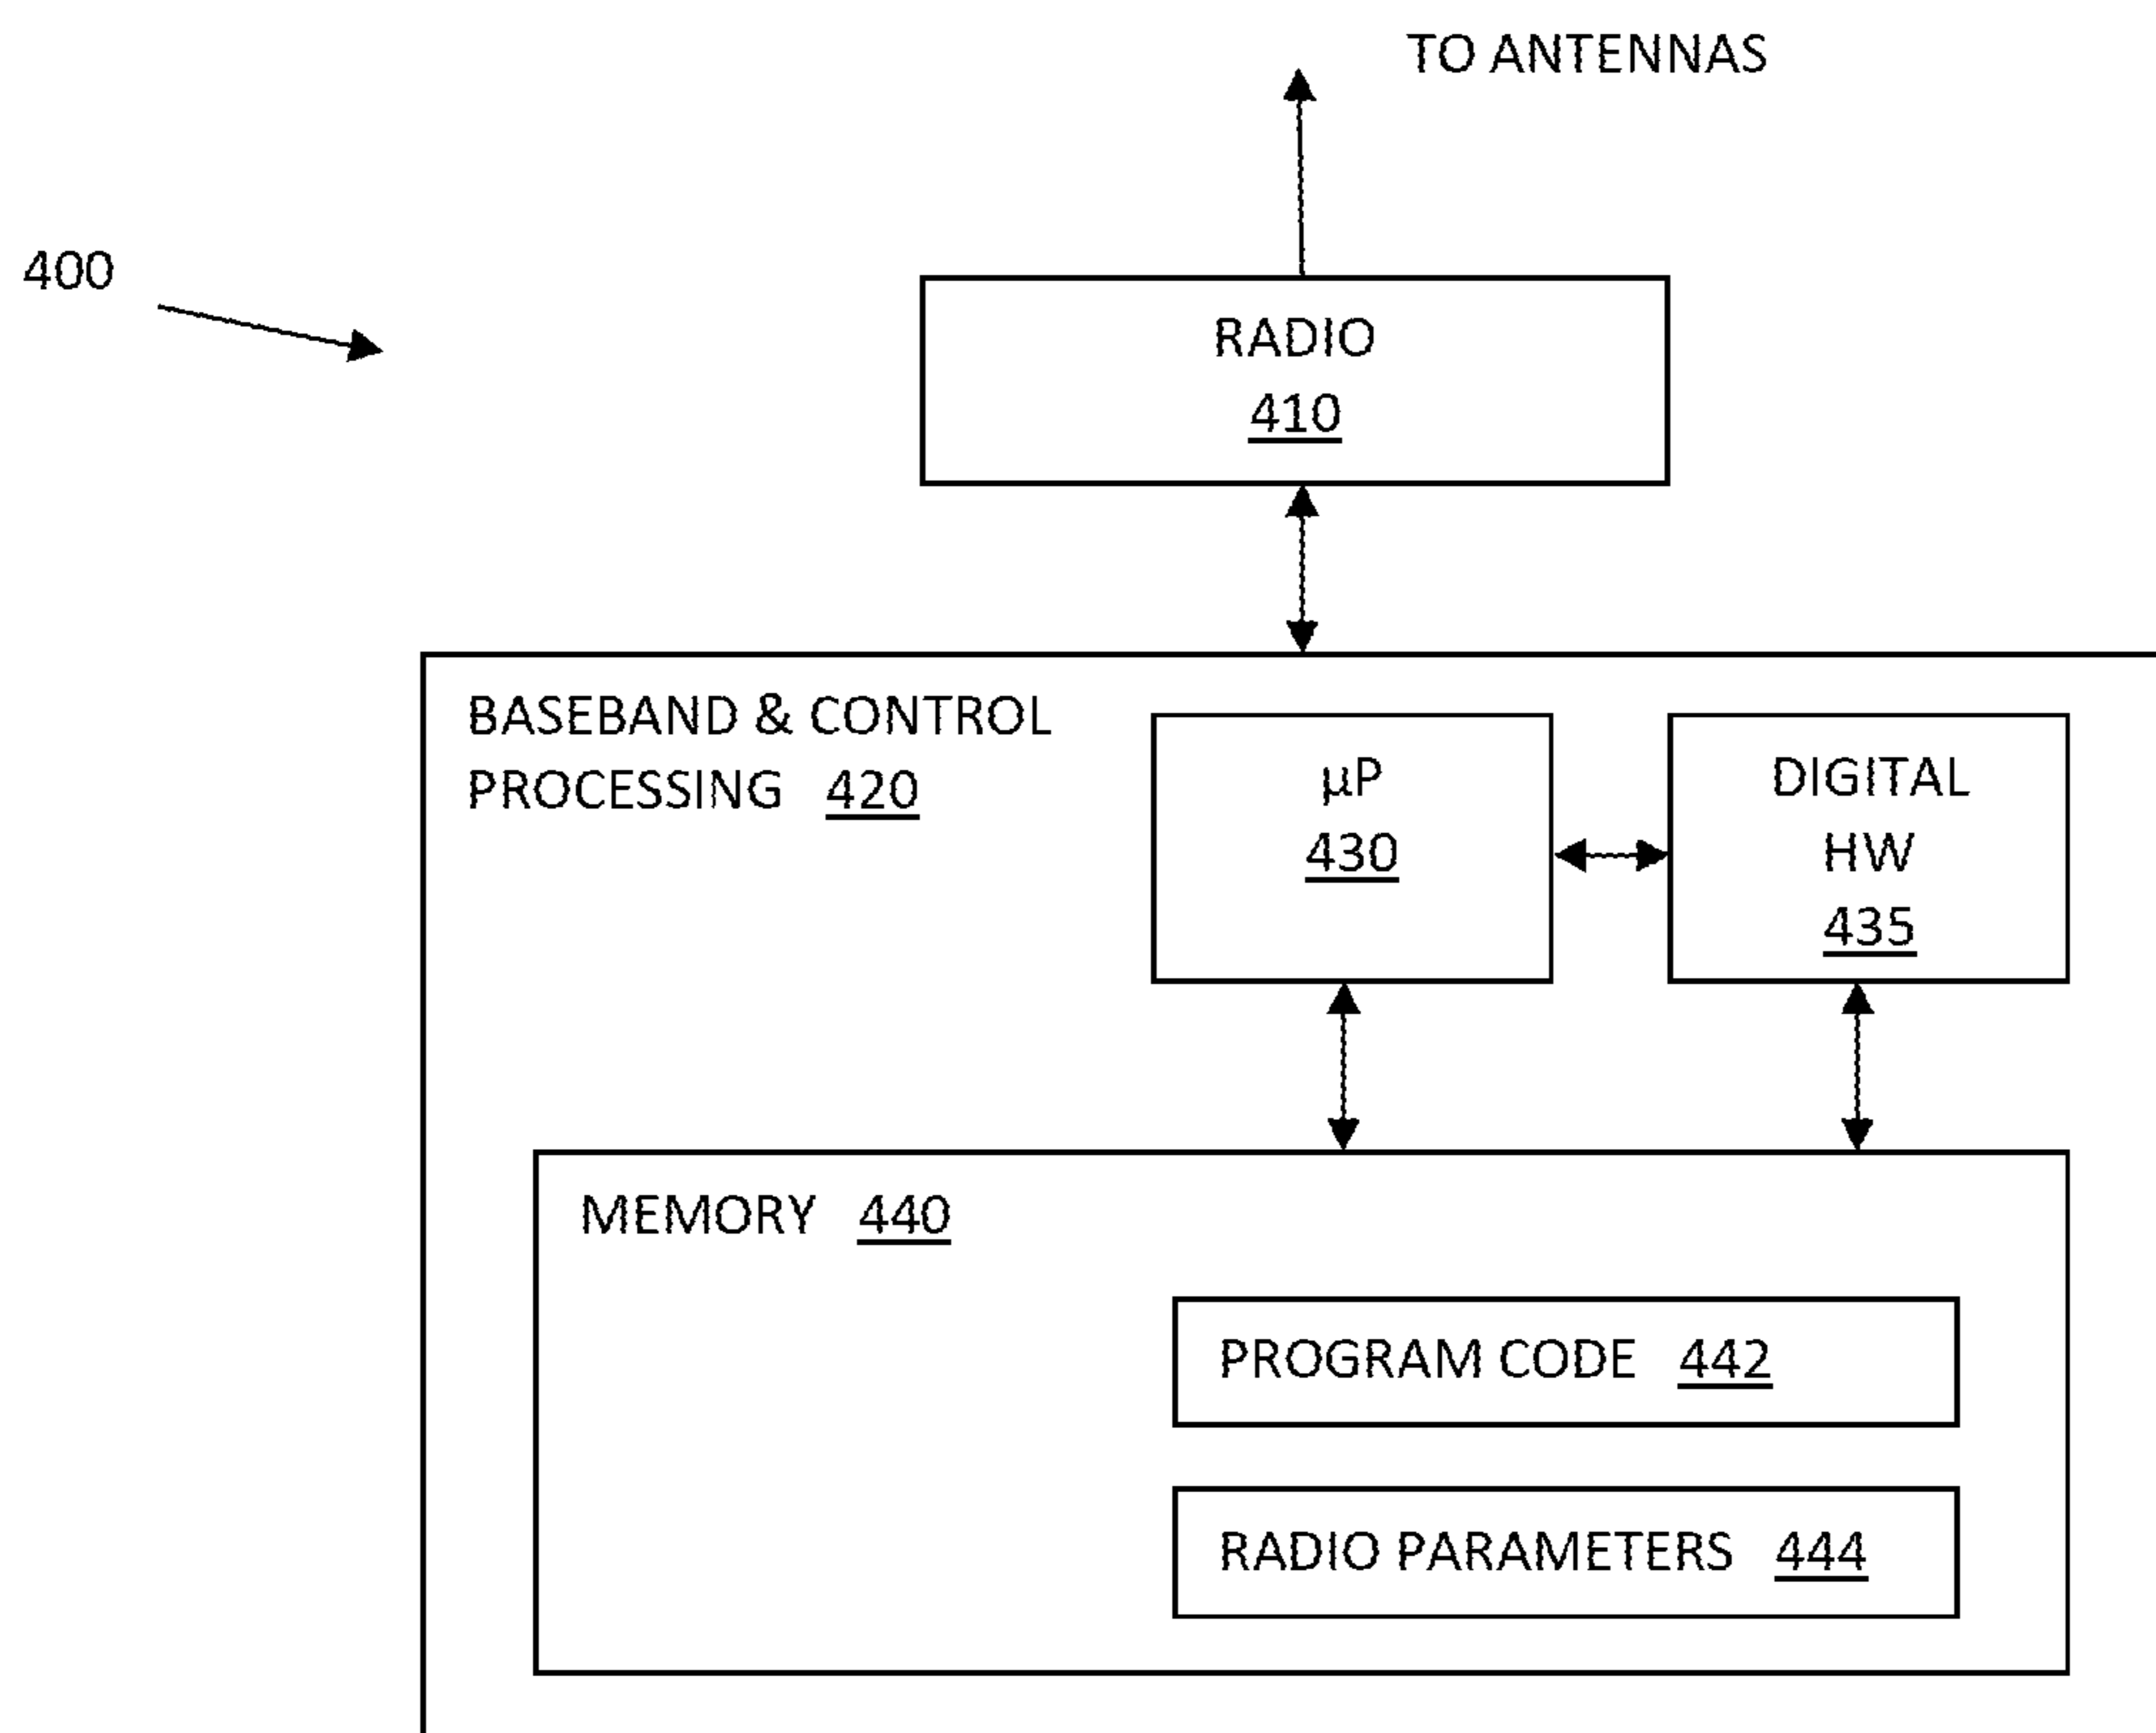 TO ANTENNAS
400
RADIO
410
BASEBAND & CONTROL
PROCESSING 420
µP
430
DIGITAL
HW
435
MEMORY 440
PROGRAM CODE 442
RADIO PARAMETERS 444